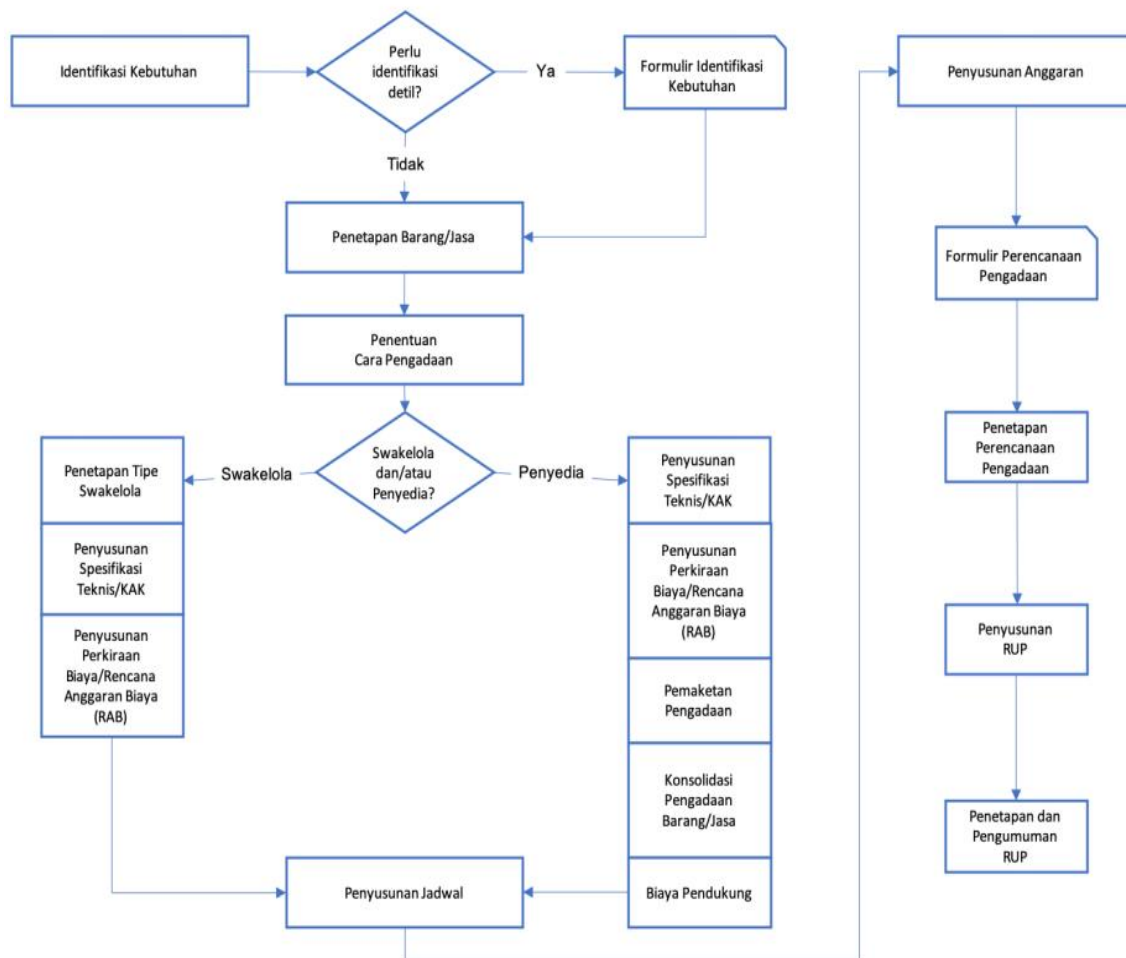 Identifikasi Kebutuhan
Perlu
identifikasi
detil?
Ya
Formulir Identifikasi
Kebutuhan
Tidak
Penetapan Barang/Jasa
Penentuan
Cara Pengadaan
Swakelola
dan/atau
Penyedia?
Swakelola
Penetapan Tipe
Swakelola
Penyusunan
Spesifikasi
Teknis/KAK
Penyusunan
Perkiraan
Biaya/Rencana
Anggaran Biaya
(RAB)
Penyedia
Penyusunan
Spesifikasi
Teknis/KAK
Penyusunan
Perkiraan
Biaya/Rencana
Anggaran Biaya
(RAB)
Pemaketan
Pengadaan
Konsolidasi
Pengadaan
Barang/Jasa
Biaya Pendukung
Penyusunan Jadwal
Penyusunan Anggaran
Formulir Perencanaan
Pengadaan
Penetapan
Perencanaan
Pengadaan
Penyusunan
RUP
Penetapan dan
Pengumuman
RUP